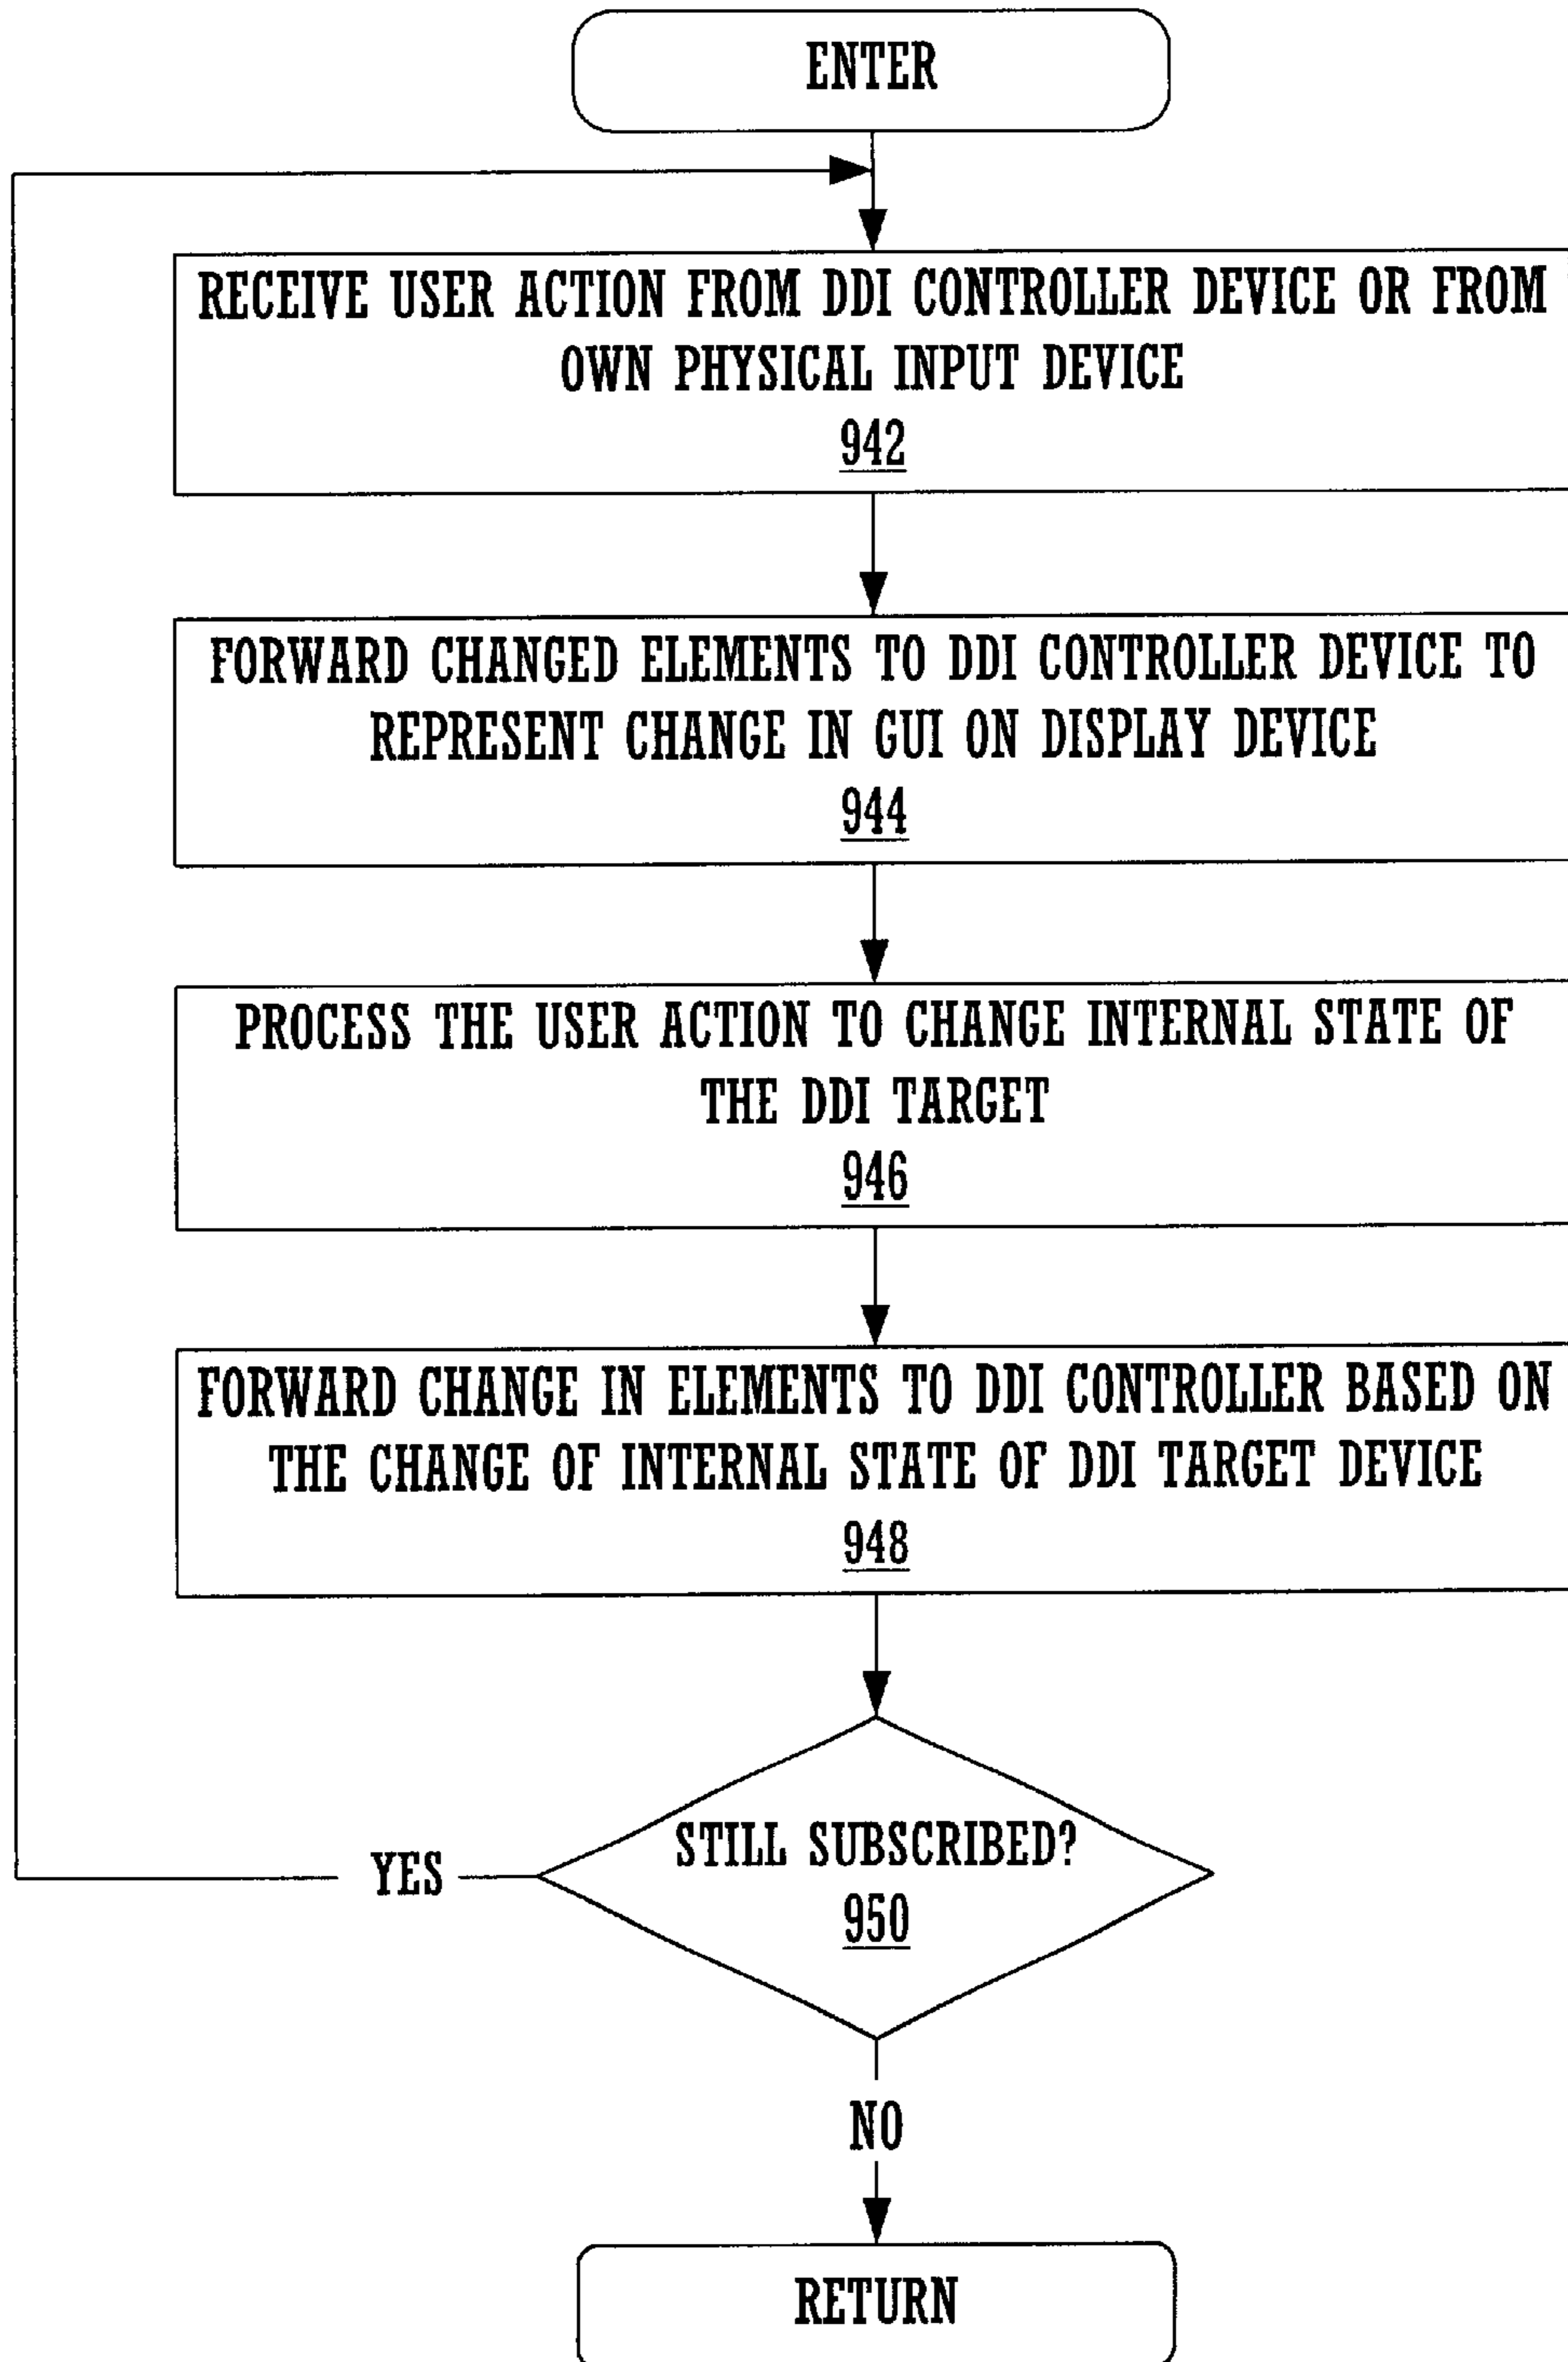 ENTER
RECEIVE USER ACTION FROM DDI CONTROLLER DEVICE OR FROM
OWN PHYSICAL INPUT DEVICE
942
FORWARD CHANGED ELEMENTS TO DDI CONTROLLER DEVICE TO
REPRESENT CHANGE IN GUI ON DISPLAY DEVICE
944
PROCESS THE USER ACTION TO CHANGE INTERNAL STATE OF
THE DDI TARGET
946
FORWARD CHANGE IN ELEMENTS TO DDI CONTROLLER BASED ON
THE CHANGE OF INTERNAL STATE OF DDI TARGET DEVICE
948
STILL SUBSCRIBED?
950
YES
NO
RETURN